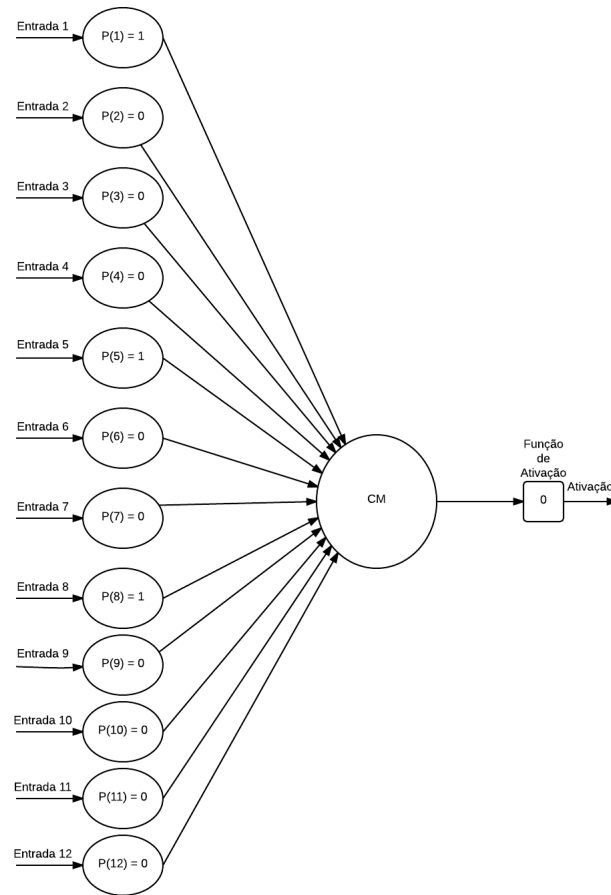 Entrada 1
P(1) = 1
Entrada 2
P(2) = 0
Entrada 3
P(3) = 0
Entrada 4
P(4) = 0
Entrada 5
P(5) = 1
Entrada 6
P(6) = 0
Entrada 7
P(7) = 0
Entrada 8
P(8) = 1
Entrada 9
P(9) = 0
Entrada 10
P(10) = 0
Entrada 11
P(11) = 0
Entrada 12
P(12) = 0
CM
Função
de
Ativação
0
Ativação